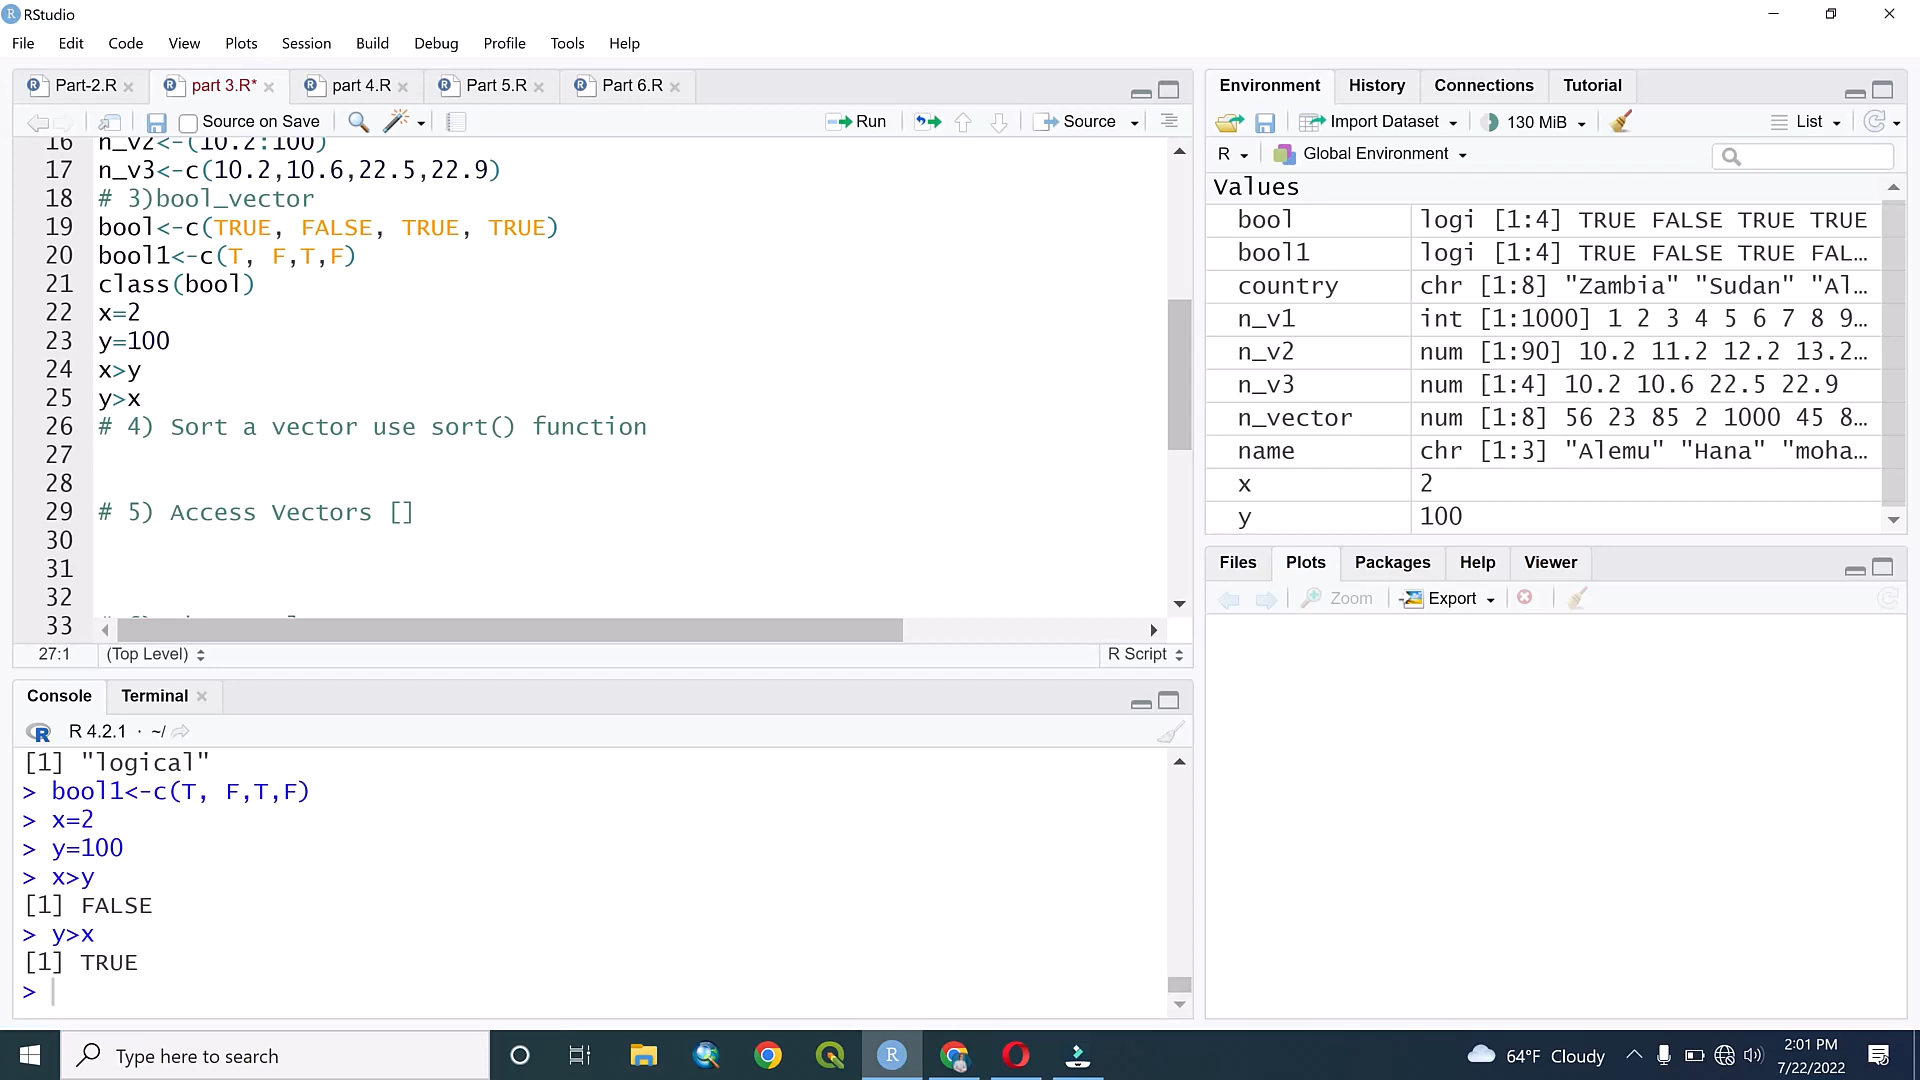 RStudio
File Edit Code View Plots Session Build Debug Profile Tools Help
Part-2.R part 3.R* part 4.R Part 5.R Part 6.R
Source on Save Run Source
16 n_v2<-(10.2:100)
17 n_v3<-c(10.2,10.6,22.5,22.9)
18 # 3)bool_vector
19 bool<-c(TRUE, FALSE, TRUE, TRUE)
20 bool1<-c(T, F,T,F)
21 class(bool)
22 x=2
23 y=100
24 x>y
25 y>x
26 # 4) Sort a vector use sort() function
27
28
29 # 5) Access Vectors []
30
31
32
33
27:1 (Top Level) R Script
Console Terminal
R 4.2.1 · ~/
[1] "logical"
> bool1<-c(T, F,T,F)
> x=2
> y=100
> x>y
[1] FALSE
> y>x
[1] TRUE
>
Environment History Connections Tutorial
Import Dataset 130 MiB List
R Global Environment
Values
bool logi [1:4] TRUE FALSE TRUE TRUE
bool1 logi [1:4] TRUE FALSE TRUE FAL…
country chr [1:8] "Zambia" "Sudan" "Al…
n_v1 int [1:1000] 1 2 3 4 5 6 7 8 9…
n_v2 num [1:90] 10.2 11.2 12.2 13.2…
n_v3 num [1:4] 10.2 10.6 22.5 22.9
n_vector num [1:8] 56 23 85 2 1000 45 8…
name chr [1:3] "Alemu" "Hana" "moha…
x 2
y 100
Files Plots Packages Help Viewer
Zoom Export
Type here to search
64°F Cloudy
2:01 PM
7/22/2022